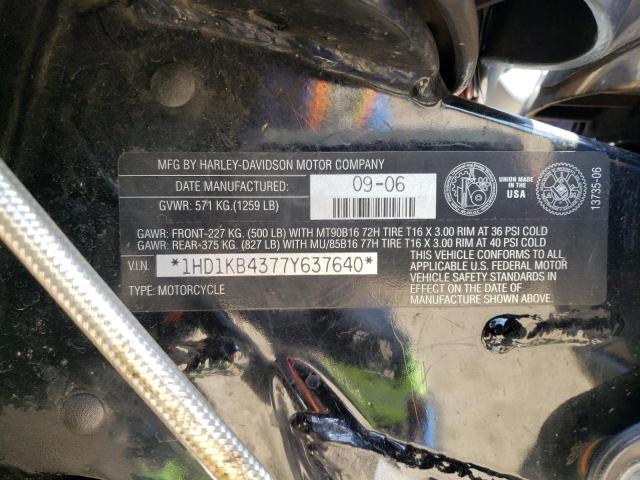 MFG BY HARLEY-DAVIDSON MOTOR COMPANY
DATE MANUFACTURED: 09-06
GVWR: 571 KG.(1259 LB)
UNION MADE IN THE USA
13735-06
GAWR: FRONT-227 KG. (500 LB) WITH MT90B16 72H TIRE T16 X 3.00 RIM AT 36 PSI COLD
GAWR: REAR-375 KG. (827 LB) WITH MU/85B16 77H TIRE T16 X 3.00 RIM AT 40 PSI COLD
V.I.N. *1HD1KB4377Y637640*
TYPE: MOTORCYCLE
THIS VEHICLE CONFORMS TO ALL
APPLICABLE U.S. FEDERAL MOTOR
VEHICLE SAFETY STANDARDS IN
EFFECT ON THE DATE OF
MANUFACTURE SHOWN ABOVE.